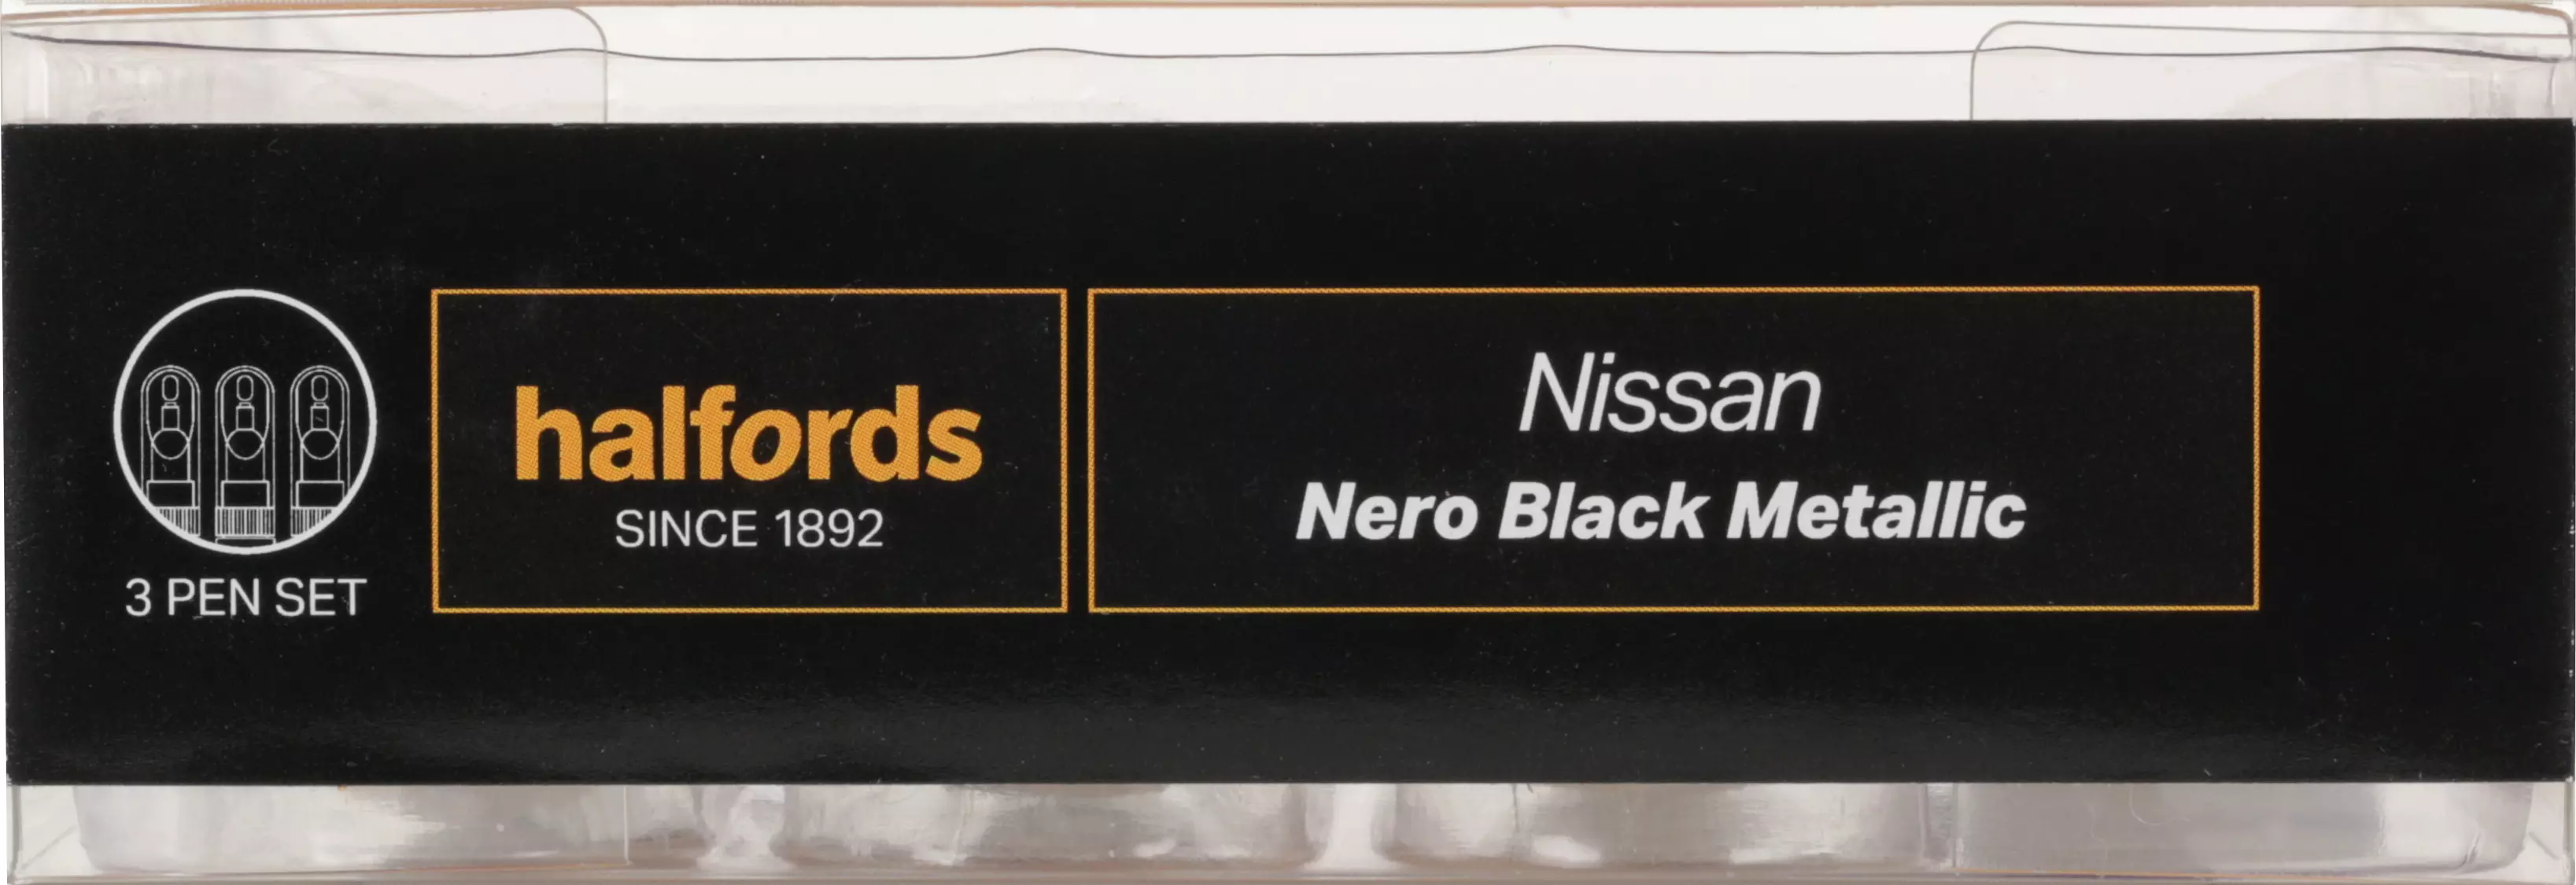 3 PEN SET
halfords
SINCE 1892
Nissan
Nero Black Metallic